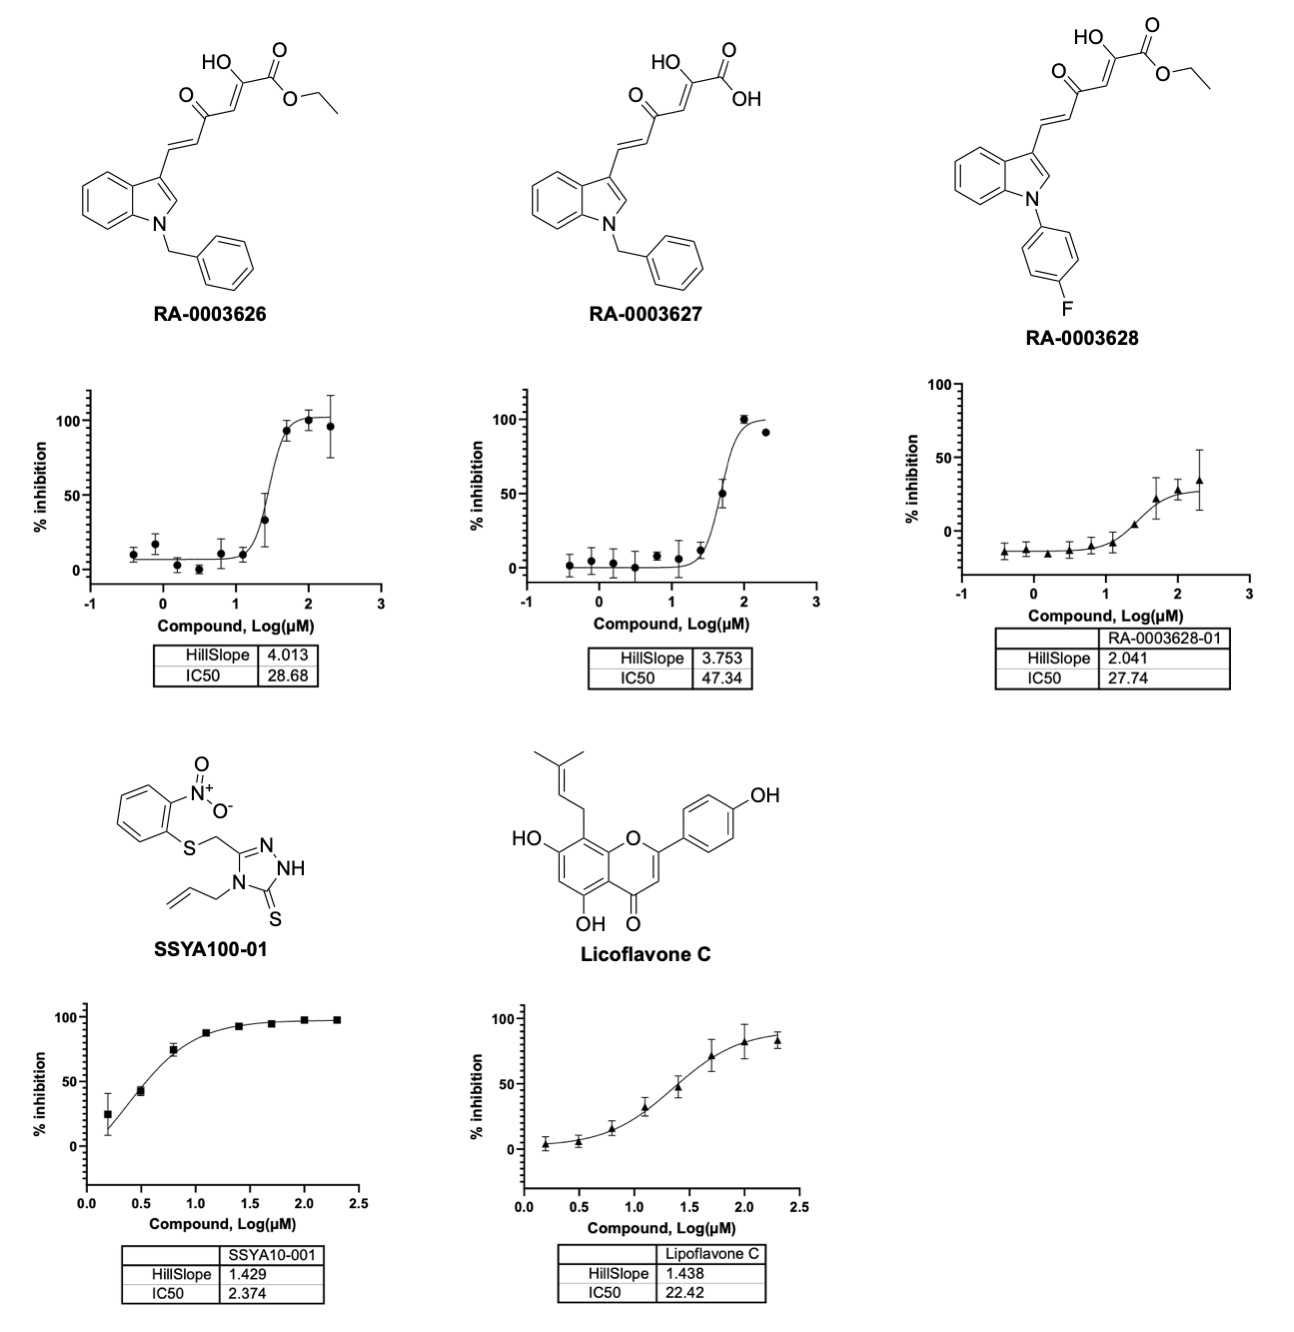 HO
O
O
O
RA-0003626
N
HO
O
OH
O
RA-0003627
N
HO
O
O
O
N
F
RA-0003628
% inhibition
100
50
0
-1 0 1 2 3
Compound, Log(µM)
HillSlope 4.013
IC50 28.68
% inhibition
100
50
0
-1 0 1 2 3
Compound, Log(µM)
HillSlope 3.753
IC50 47.34
% inhibition
100
50
0
-1 0 1 2 3
Compound, Log(µM)
RA-0003628-01
HillSlope 2.041
IC50 27.74
O
N+
O-
S
N
NH
N
S
SSYA100-01
HO
O
OH
OH O
Licoflavone C
% inhibition
100
50
0
0.0 0.5 1.0 1.5 2.0 2.5
Compound, Log(µM)
SSYA10-001
HillSlope 1.429
IC50 2.374
% inhibition
100
50
0
0.0 0.5 1.0 1.5 2.0 2.5
Compound, Log(µM)
Lipoflavone C
HillSlope 1.438
IC50 22.42